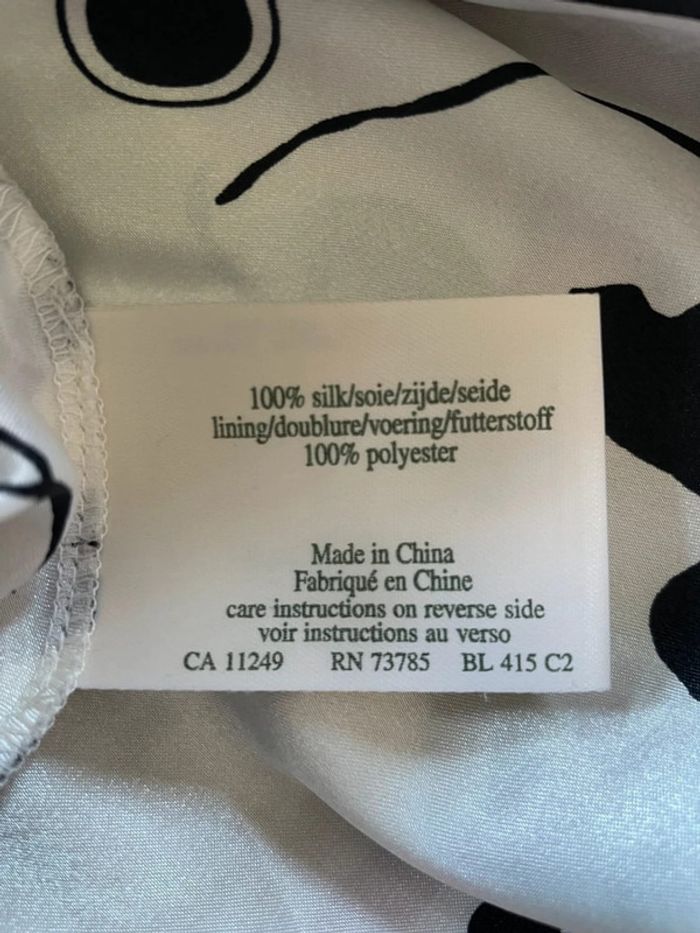 100% silk/soie/zijde/seide
lining/doublure/voering/futterstoff
100% polyester
Made in China
Fabriqué en Chine
care instructions on reverse side
voir instructions au verso
CA 11249 RN 73785 BL 415 C2